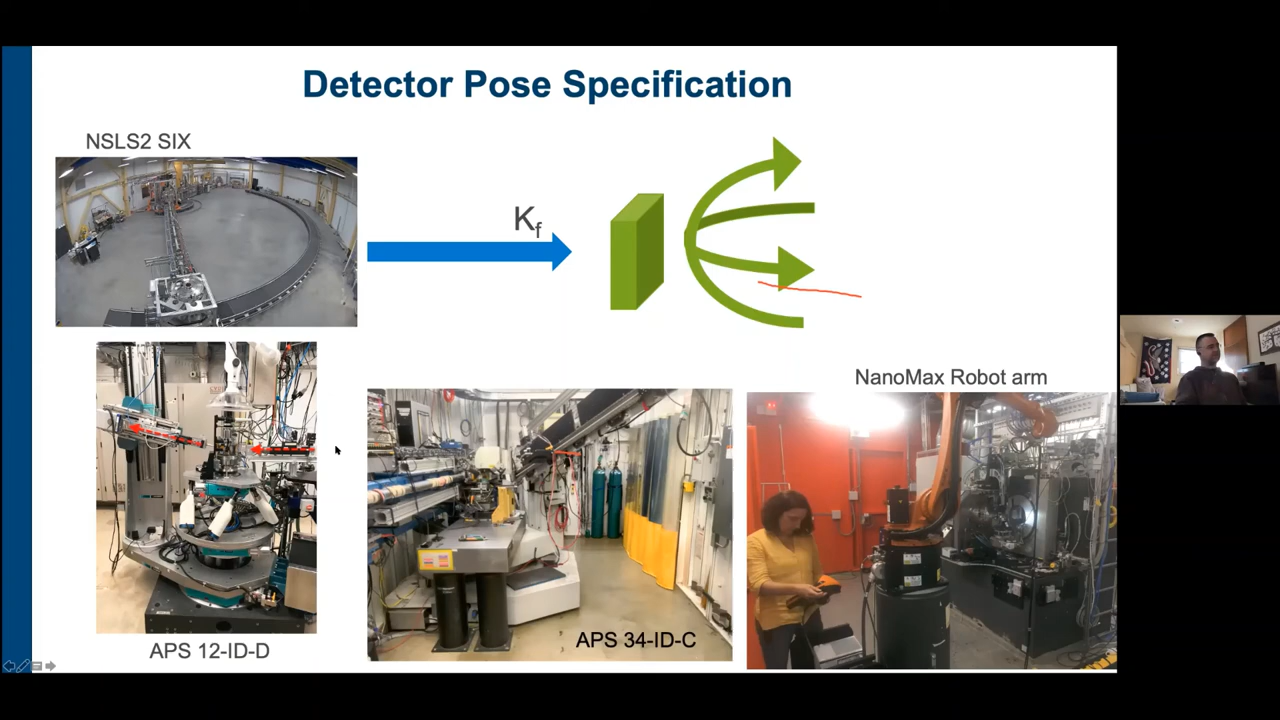 Detector Pose Specification
NSLS2 SIX
Kf
NanoMax Robot arm
APS 12-ID-D
APS 34-ID-C